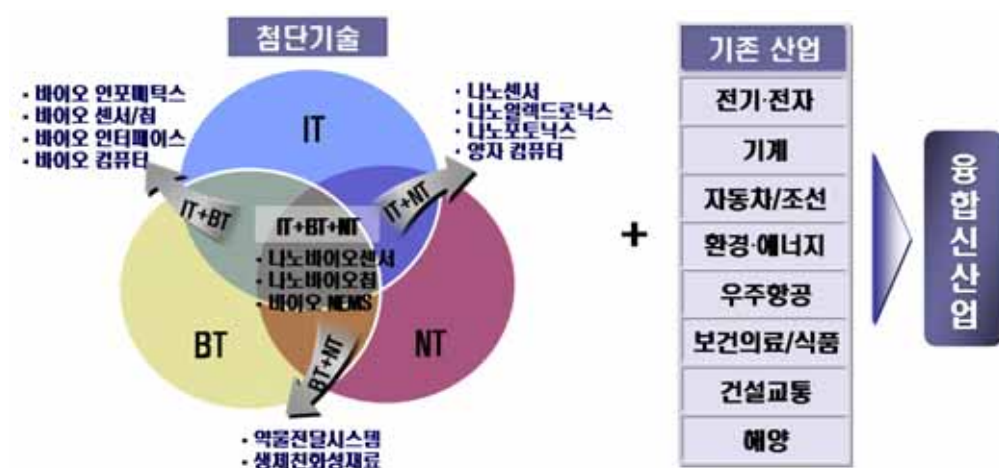 첨단기술
· 바이오 인포메틱스
· 바이오 센서/칩
· 바이오 인터페이스
· 바이오 컴퓨터
· 나노센서
· 나노일렉드로닉스
· 나노포토닉스
· 양자 컴퓨터
IT
IT+BT
IT+NT
IT+BT+NT
· 나노바이오센서
· 나노바이오칩
· 바이오 NEMS
BT
NT
BT+NT
· 약물전달시스템
· 생체친화성재료
+
기존 산업
전기·전자
기계
자동차/조선
환경·에너지
우주항공
보건의료/식품
건설교통
해양
융합신산업